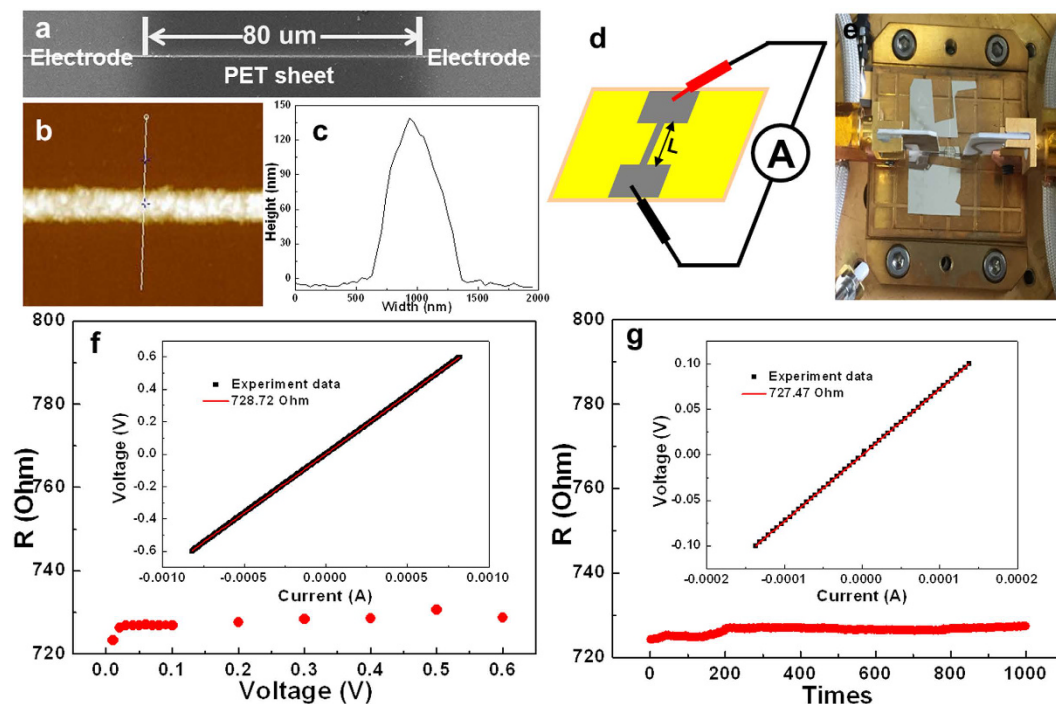 a
80 um
Electrode
Electrode
PET sheet
b
c
Height (nm)
150
120
90
60
30
0
0
500
1000
1500
2000
Width (nm)
d
L
A
e
f
R (Ohm)
800
780
760
740
720
0.0
0.1
0.2
0.3
0.4
0.5
0.6
Voltage (V)
Voltage (V)
0.6
0.4
0.2
0.0
-0.2
-0.4
-0.6
-0.0010
-0.0005
0.0000
0.0005
0.0010
Current (A)
Experiment data
728.72 Ohm
g
R (Ohm)
800
780
760
740
720
0
200
400
600
800
1000
Times
Voltage (V)
0.10
0.05
0.00
-0.05
-0.10
-0.0002
-0.0001
0.0000
0.0001
0.0002
Current (A)
Experiment data
727.47 Ohm